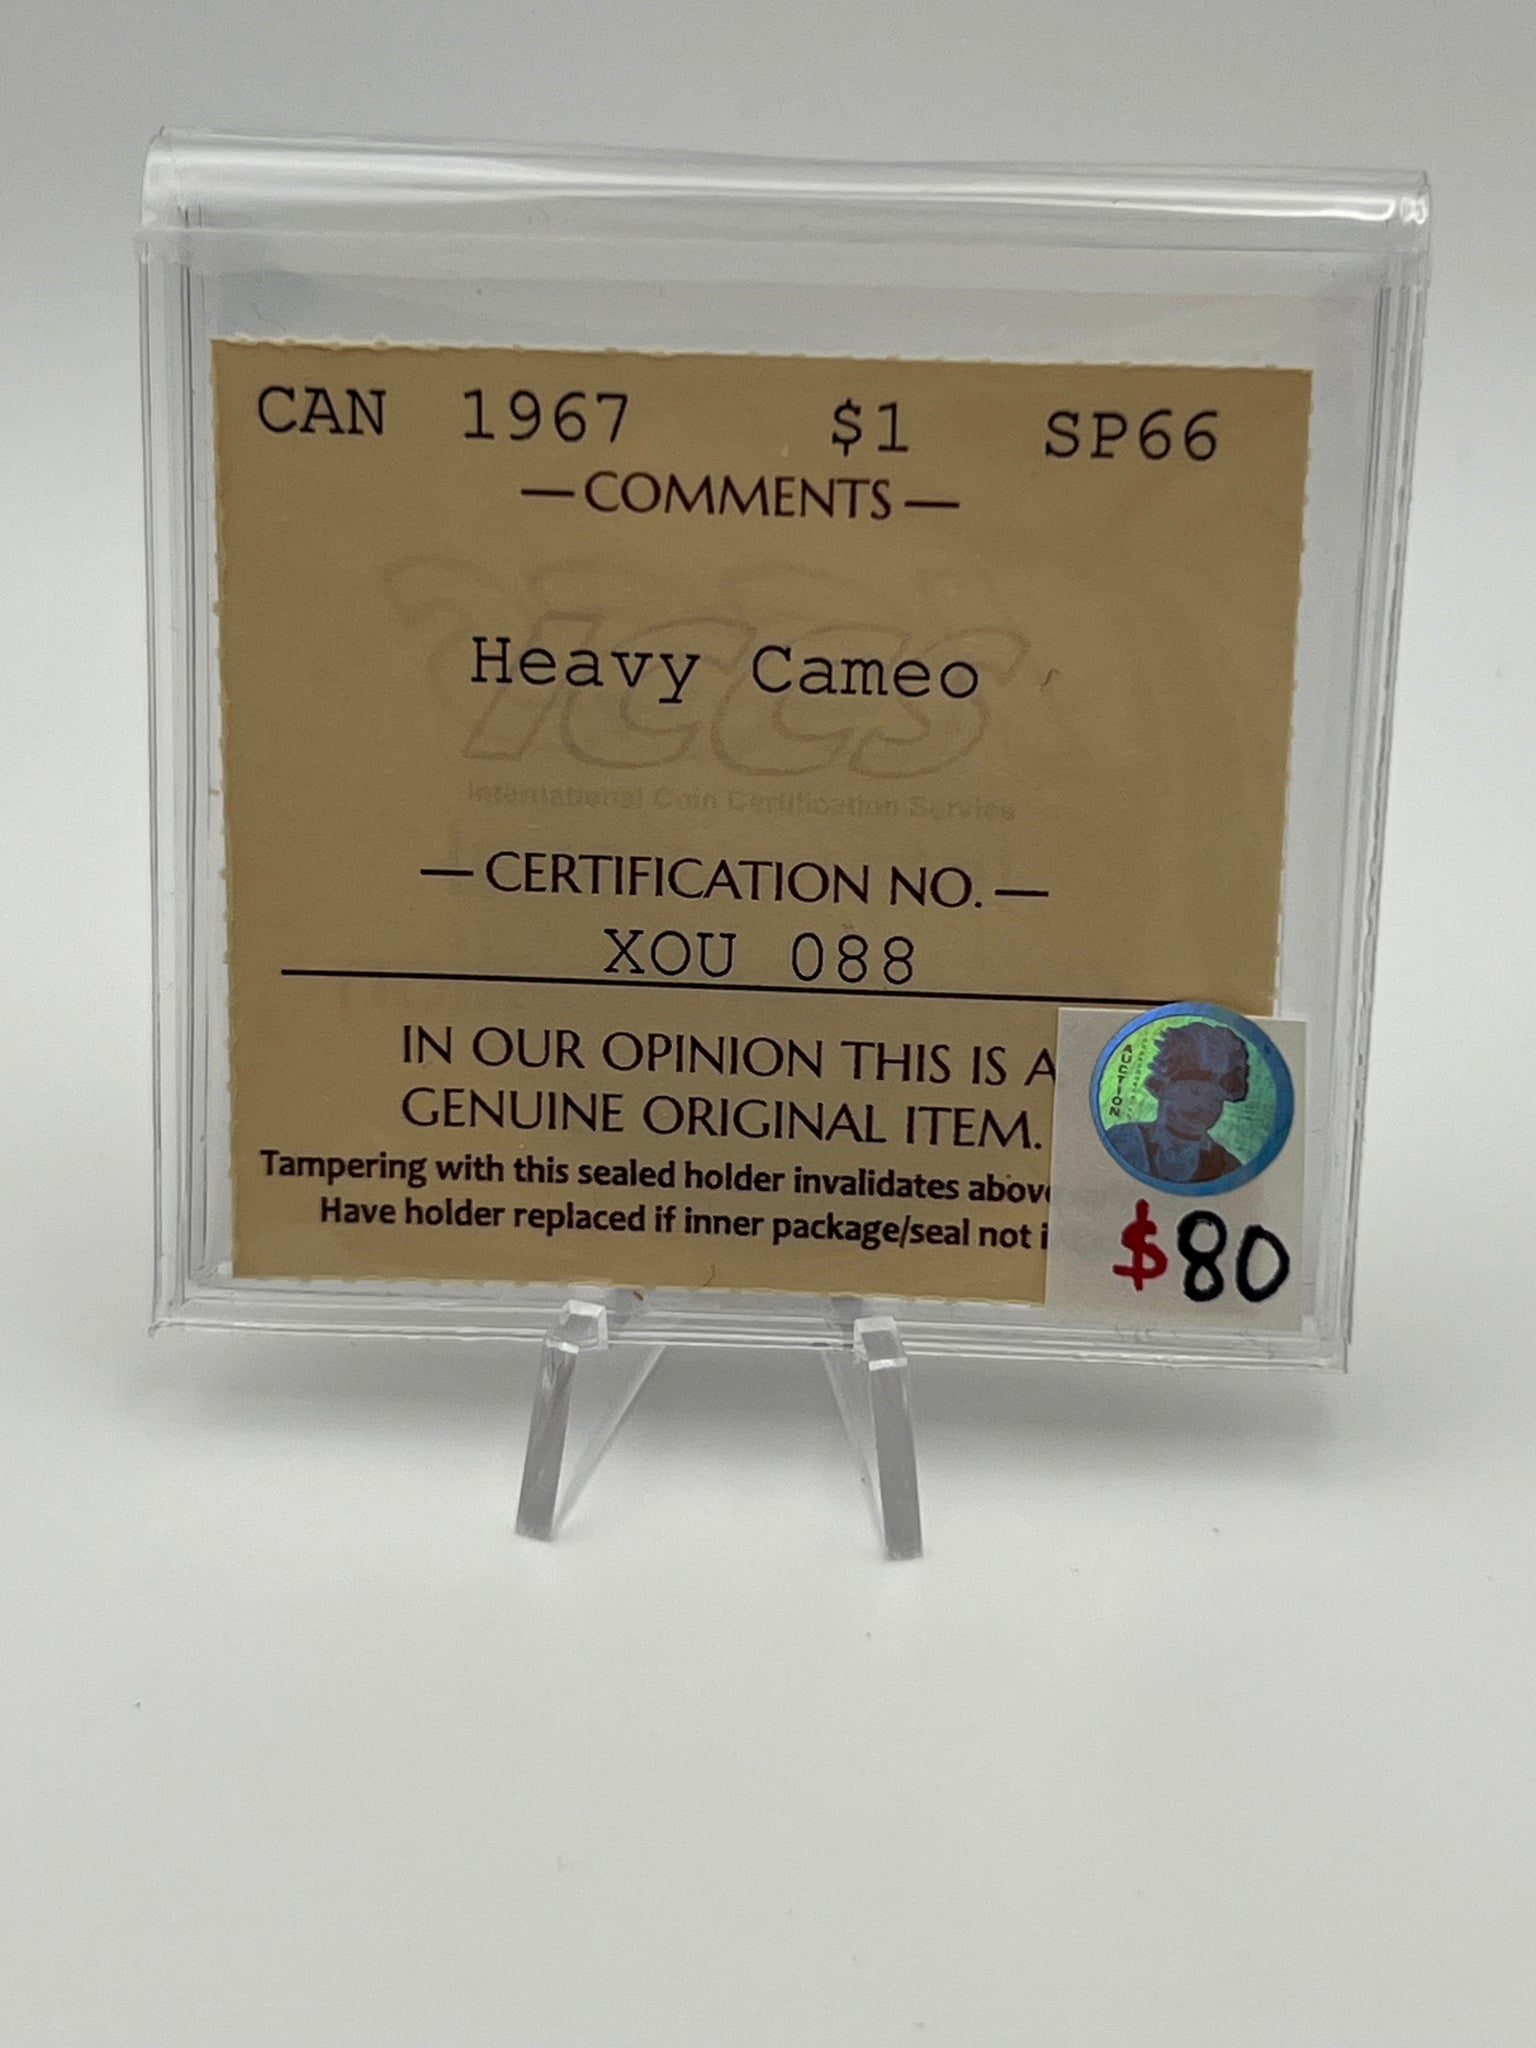 CAN 1967 $1 SP66
—COMMENTS—
Heavy Cameo
ICCS
International Coin Certification Service
—CERTIFICATION NO.—
XOU 088
IN OUR OPINION THIS IS A
GENUINE ORIGINAL ITEM.
Tampering with this sealed holder invalidates above
Have holder replaced if inner package/seal not i
AUCTION
$80